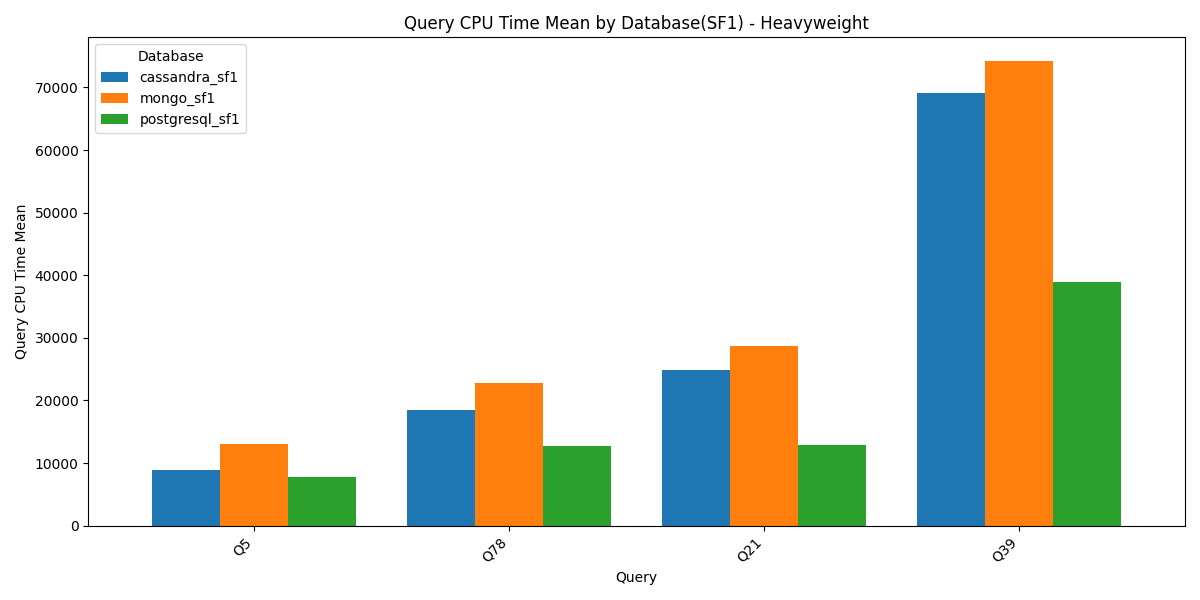 Query CPU Time Mean by Database(SF1) - Heavyweight
Database
cassandra_sf1
mongo_sf1
postgresql_sf1
Query CPU Time Mean
70000
60000
50000
40000
30000
20000
10000
0
Q5
Q78
Q21
Q39
Query